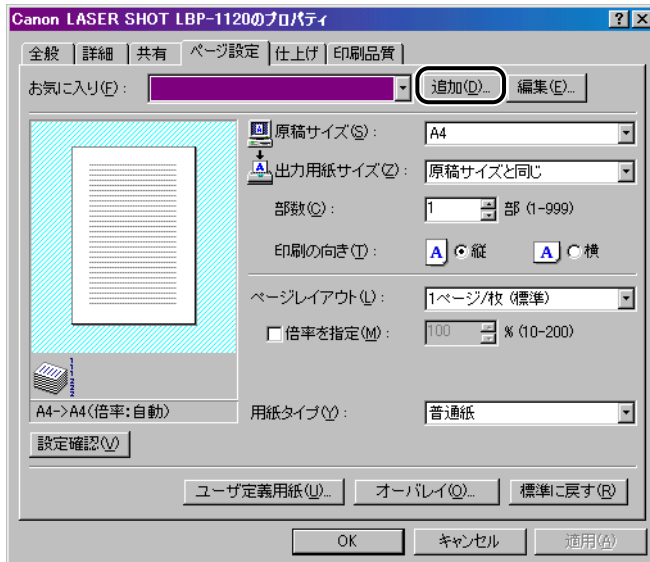 Canon LASER SHOT LBP-1120のプロパティ
全般 詳細 共有 ページ設定 仕上げ 印刷品質
お気に入り(F): 追加(D)... 編集(E)...
原稿サイズ(S): A4
出力用紙サイズ(Z): 原稿サイズと同じ
部数(C): 1 部 (1-999)
印刷の向き(T): A 縦 A 横
ページレイアウト(L): 1ページ/枚 (標準)
倍率を指定(M): 100 % (10-200)
A4->A4(倍率:自動)
用紙タイプ(Y): 普通紙
設定確認(V)
ユーザ定義用紙(U)... オーバレイ(O)... 標準に戻す(R)
OK キャンセル 適用(A)